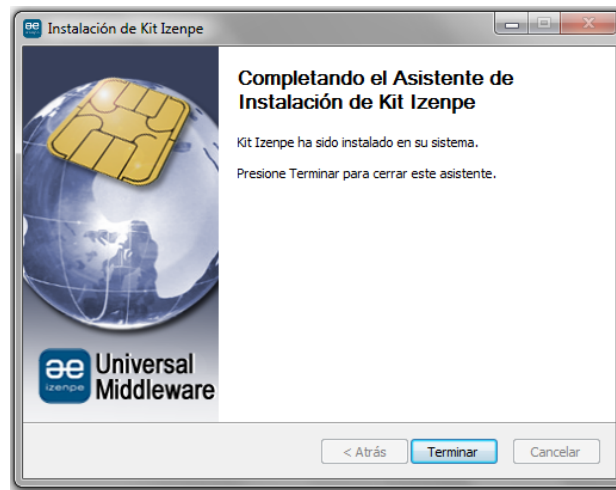 Instalación de Kit Izenpe
Completando el Asistente de
Instalación de Kit Izenpe
Kit Izenpe ha sido instalado en su sistema.
Presione Terminar para cerrar este asistente.
izenpe
Universal
Middleware
< Atrás
Terminar
Cancelar